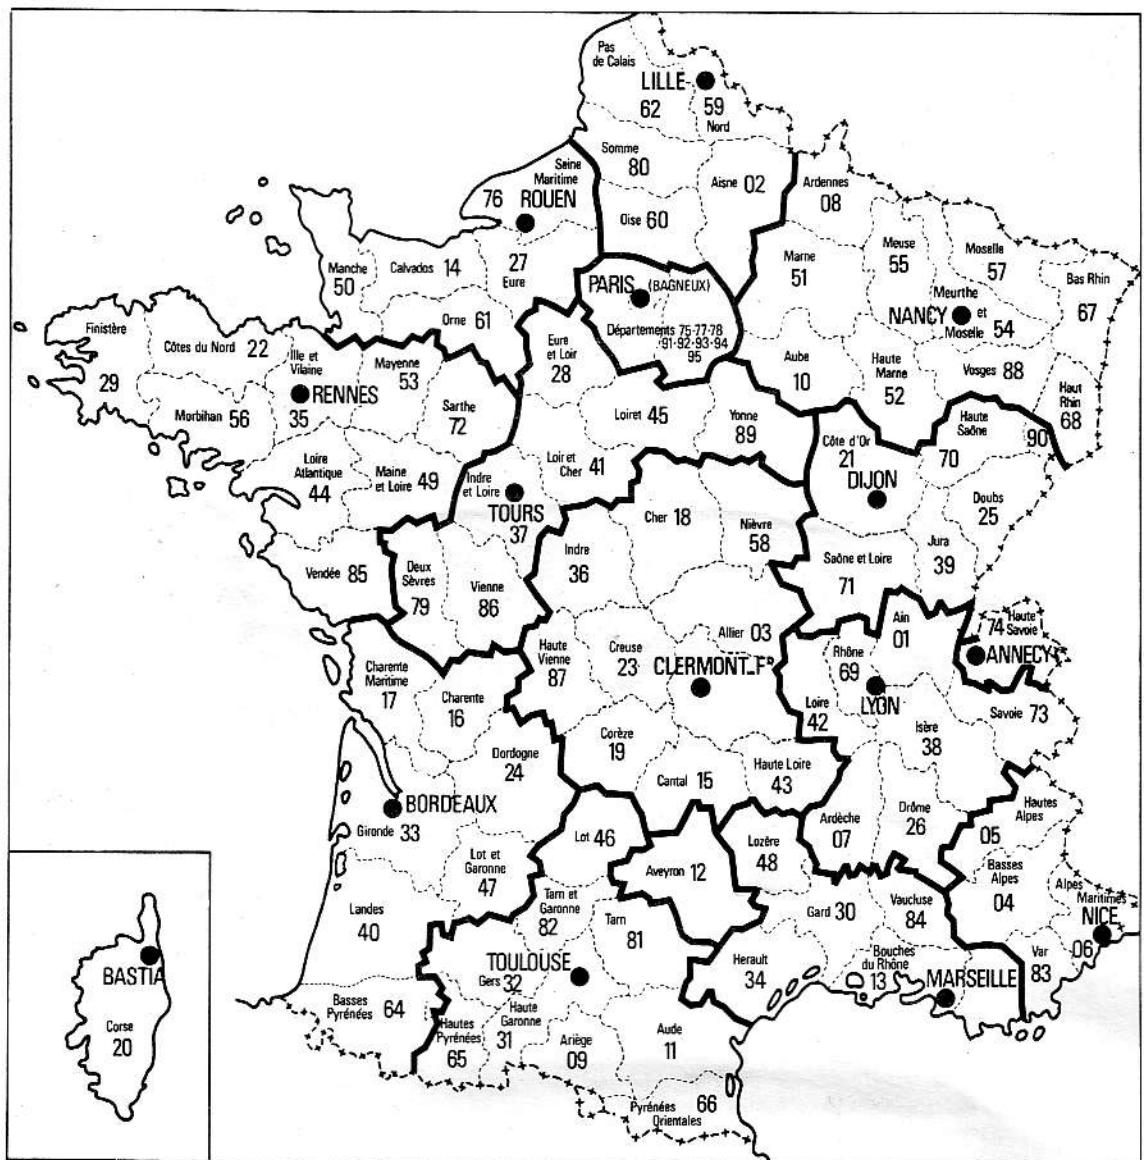 Pas
de Calais
LILLE
62
59
Nord
Somme
80
Aisne 02
Oise 60
Seine
Maritime
76
ROUEN
27
Eure
Ardennes
08
Marne
51
Meuse
55
Moselle
57
Bas Rhin
67
Meurthe
et
Moselle 54
NANCY
Manche
50
Calvados 14
Orne 61
PARIS (BAGNEUX)
Départements 75-77-78
91-92-93-94
95
Finistère
29
Côtes du Nord 22
Ille et
Vilaine
RENNES
35
Morbihan 56
Mayenne
53
Sarthe
72
Eure
et Loir
28
Loiret 45
Yonne
89
Aube
10
Haute
Marne
52
Vosges 88
Haut
Rhin
68
Haute
Saône
70
90
Côte d'Or
21
DIJON
Doubs
25
Jura
39
Loire
Atlantique
44
Maine
et Loire 49
Indre
et Loire
TOURS
37
Loir et
Cher 41
Cher 18
Nièvre
58
Indre
36
Saône et Loire
71
Vendée 85
Deux
Sèvres
79
Vienne
86
Allier 03
Ain
01
74 Haute
Savoie
ANNECY
Haute
Vienne
87
Creuse
23
CLERMONT-Fᴰ
Rhône
69
LYON
Loire
42
Savoie 73
Isère
38
Charente
Maritime
17
Charente
16
Corrèze
19
Dordogne
24
Cantal 15
Haute Loire
43
Ardèche
07
Drôme
26
Hautes
Alpes
05
BORDEAUX
Gironde 33
Lot 46
Lozère
48
Aveyron 12
Lot et
Garonne
47
Basses
Alpes
04
Alpes
Maritimes
NICE
06
Landes
40
Tarn et
Garonne
82
Tarn
81
Gard 30
Vaucluse
84
Var
83
Bouches
du Rhône
13
MARSEILLE
Herault
34
TOULOUSE
Gers 32
Basses
Pyrénées 64
Hautes
Pyrénées
65
Haute
Garonne
31
Ariège
09
Aude
11
Pyrénées
Orientales
66
BASTIA
Corse
20